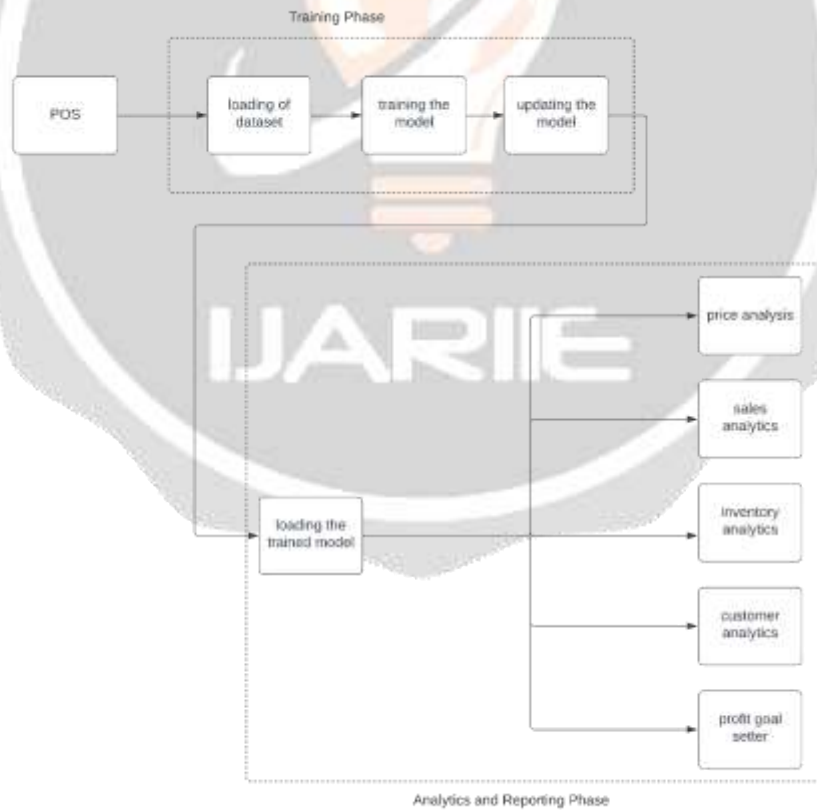 Training Phase
POS
loading of
dataset
training the
model
updating the
model
IJARIIE
price analysis
sales
analytics
Inventory
analytics
loading the
trained model
customer
analytics
profit goal
setter
Analytics and Reporting Phase